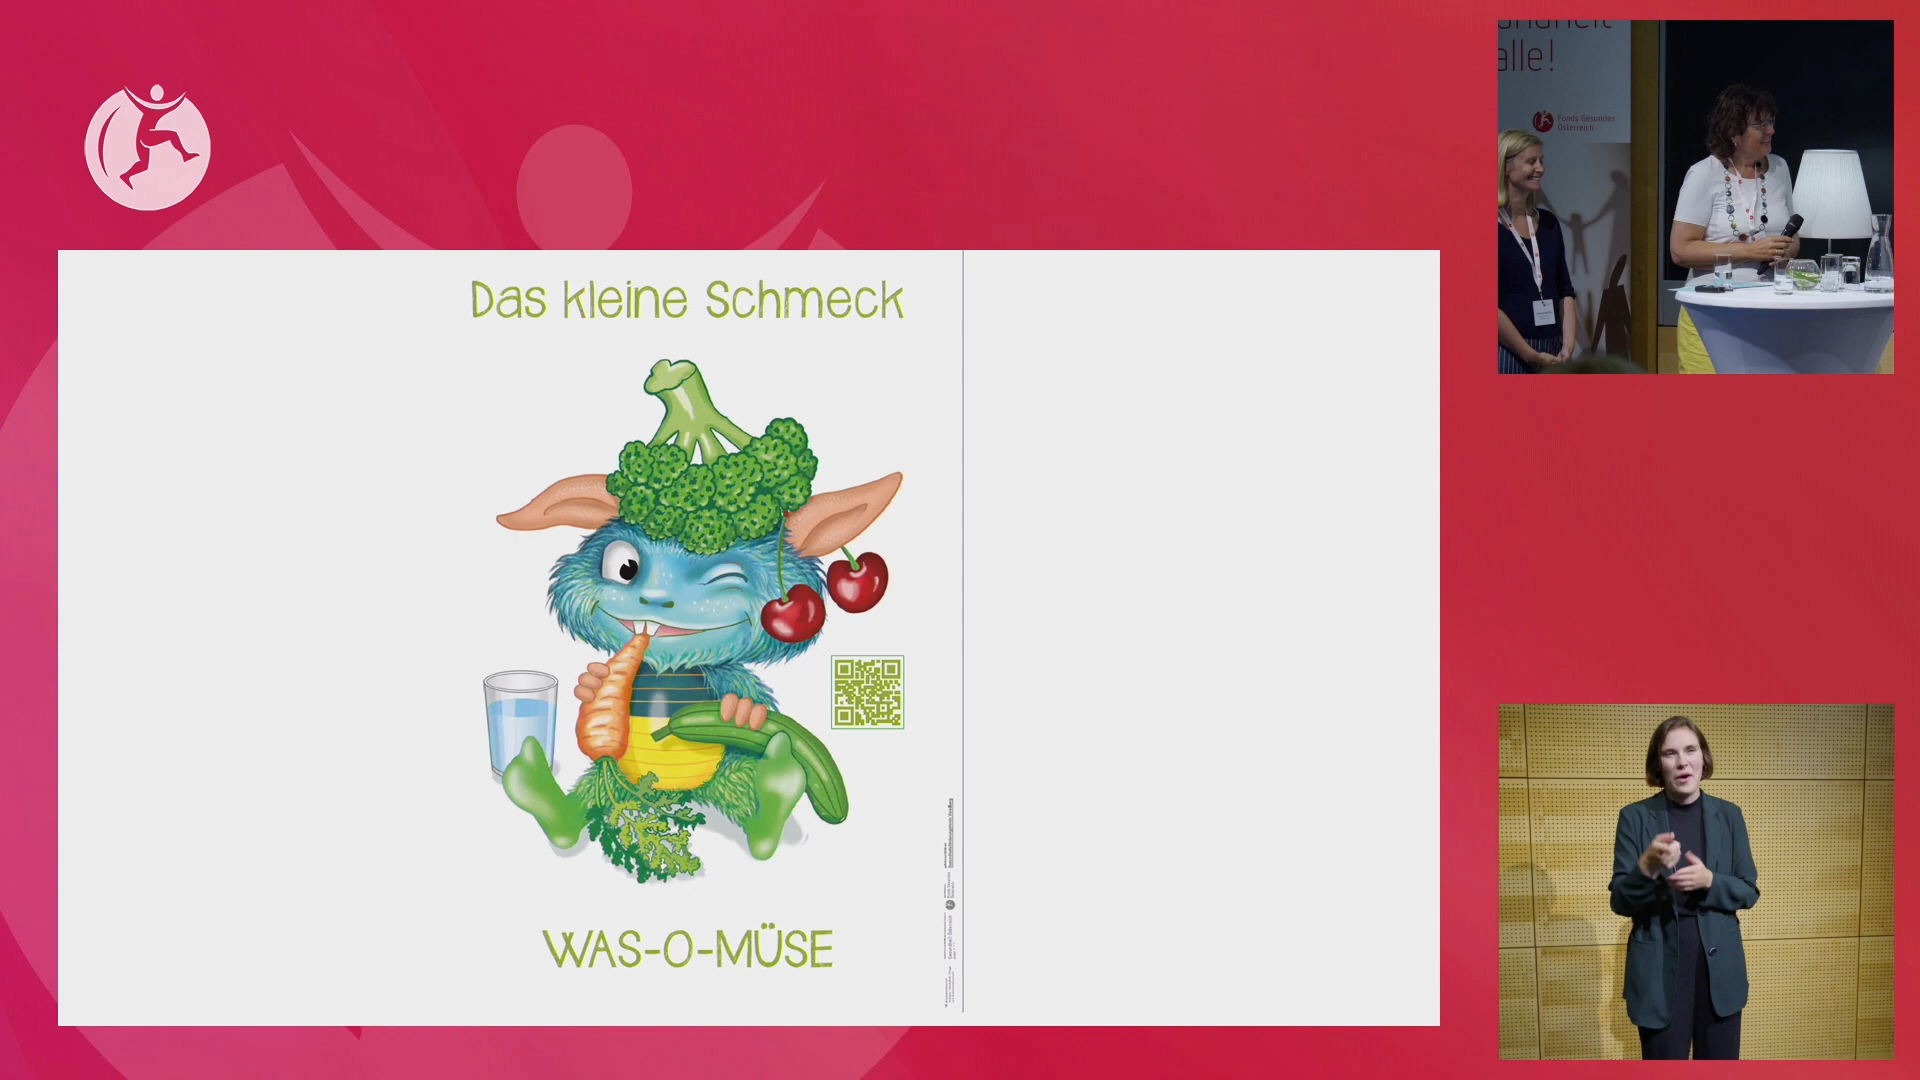 Das kleine Schmeck
WAS-O-MÜSE
alle!
Fonds Gesundes
Österreich